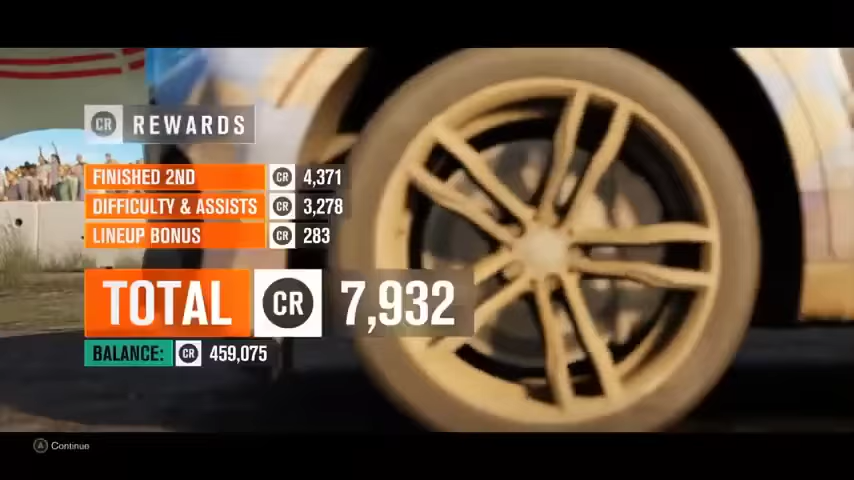 CR REWARDS
FINISHED 2ND CR 4,371
DIFFICULTY & ASSISTS CR 3,278
LINEUP BONUS CR 283
TOTAL CR 7,932
BALANCE: CR 459,075
A Continue